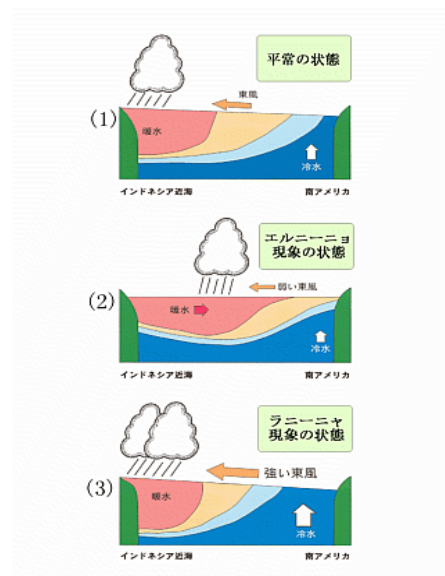 平常の状態
東風
(1)
暖水
冷水
インドネシア近海
南アメリカ
エルニーニョ
現象の状態
弱い東風
(2)
暖水
冷水
インドネシア近海
南アメリカ
ラニーニャ
現象の状態
強い東風
(3)
暖水
冷水
インドネシア近海
南アメリカ